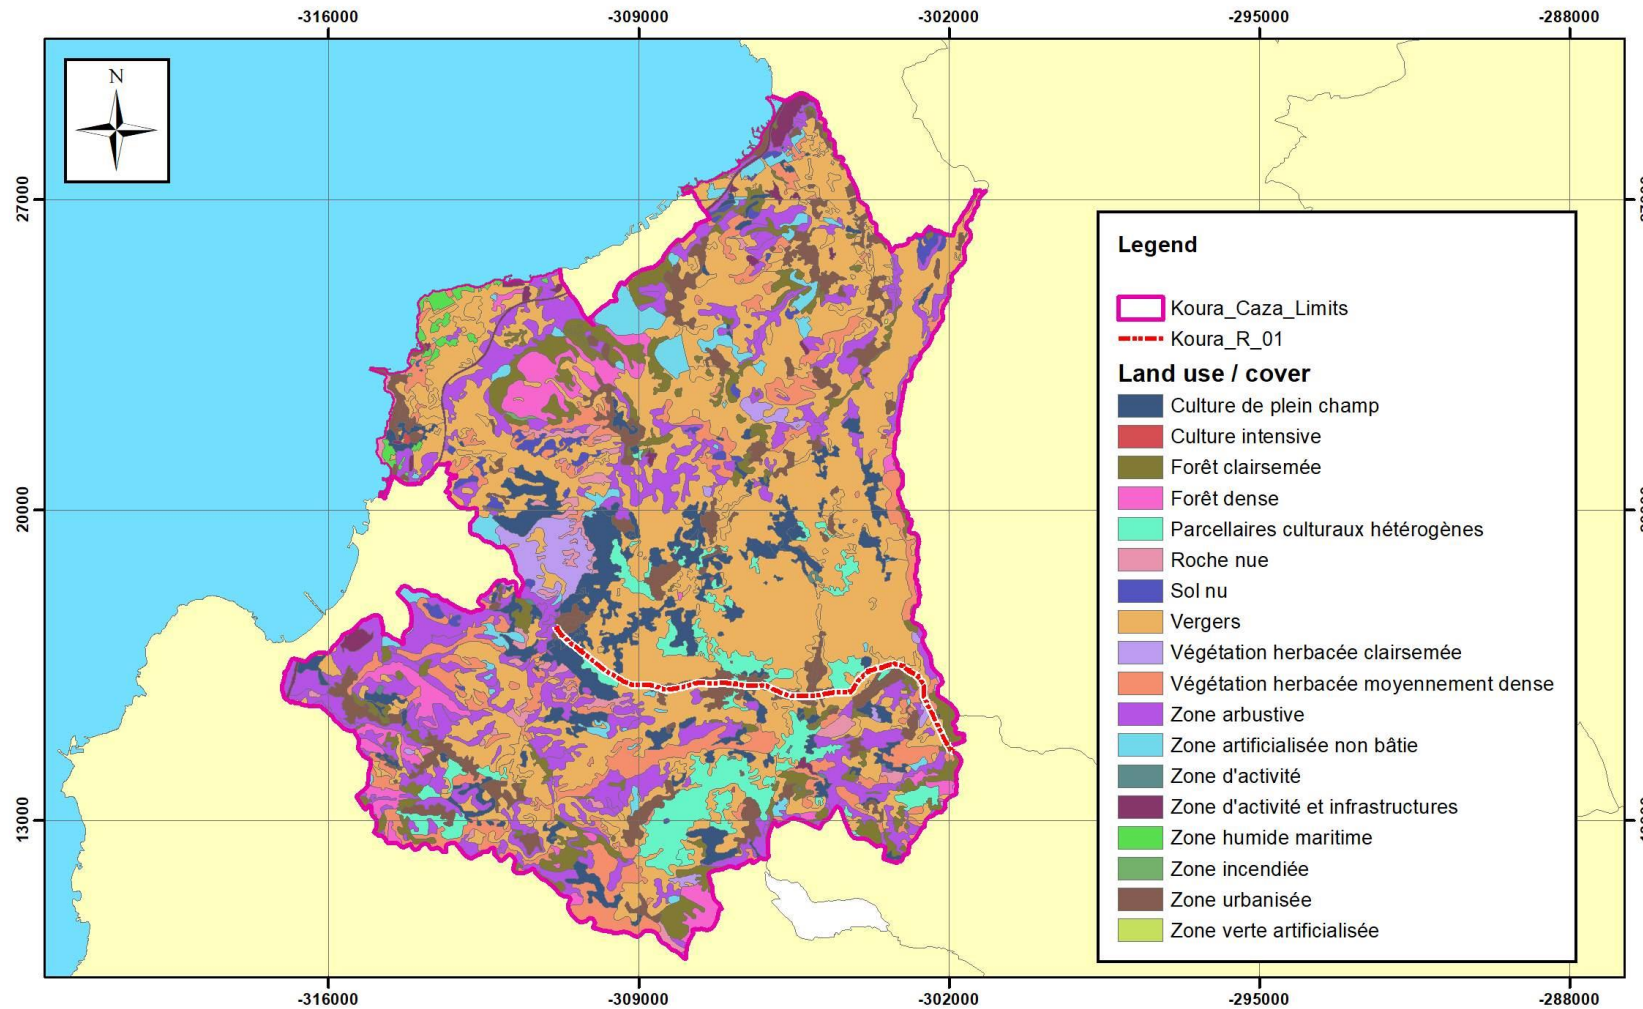 -316000 -309000 -302000 -295000 -288000
N
27000
20000
13000
Legend
Koura_Caza_Limits
Koura_R_01
Land use / cover
Culture de plein champ
Culture intensive
Forêt clairsemée
Forêt dense
Parcellaires culturaux hétérogènes
Roche nue
Sol nu
Vergers
Végétation herbacée clairsemée
Végétation herbacée moyennement dense
Zone arbustive
Zone artificialisée non bâtie
Zone d'activité
Zone d'activité et infrastructures
Zone humide maritime
Zone incendiée
Zone urbanisée
Zone verte artificialisée
-316000 -309000 -302000 -295000 -288000